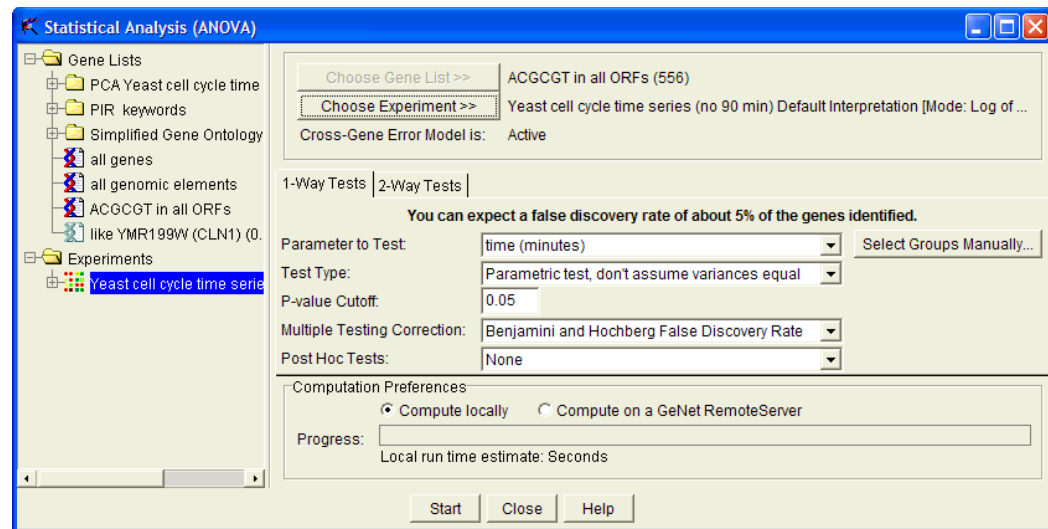 Statistical Analysis (ANOVA)
Gene Lists
PCA Yeast cell cycle time
PIR keywords
Simplified Gene Ontology
all genes
all genomic elements
ACGCGT in all ORFs
like YMR199W (CLN1) (0.
Experiments
Yeast cell cycle time serie
Choose Gene List >> ACGCGT in all ORFs (556)
Choose Experiment >> Yeast cell cycle time series (no 90 min) Default Interpretation [Mode: Log of ...
Cross-Gene Error Model is: Active
1-Way Tests 2-Way Tests
You can expect a false discovery rate of about 5% of the genes identified.
Parameter to Test: time (minutes) Select Groups Manually...
Test Type: Parametric test, don't assume variances equal
P-value Cutoff: 0.05
Multiple Testing Correction: Benjamini and Hochberg False Discovery Rate
Post Hoc Tests: None
Computation Preferences
Compute locally Compute on a GeNet RemoteServer
Progress:
Local run time estimate: Seconds
Start Close Help